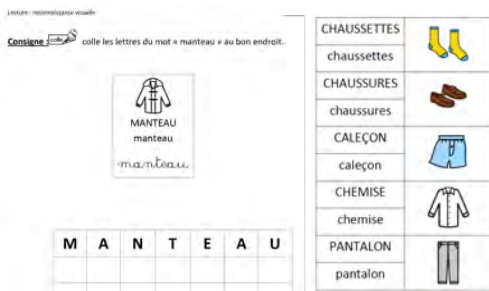 Lecture : reconnaissance visuelle
Consigne : colle colle les lettres du mot « manteau » au bon endroit.
MANTEAU
manteau
manteau
M A N T E A U
CHAUSSETTES
chaussettes
CHAUSSURES
chaussures
CALEÇON
caleçon
CHEMISE
chemise
PANTALON
pantalon